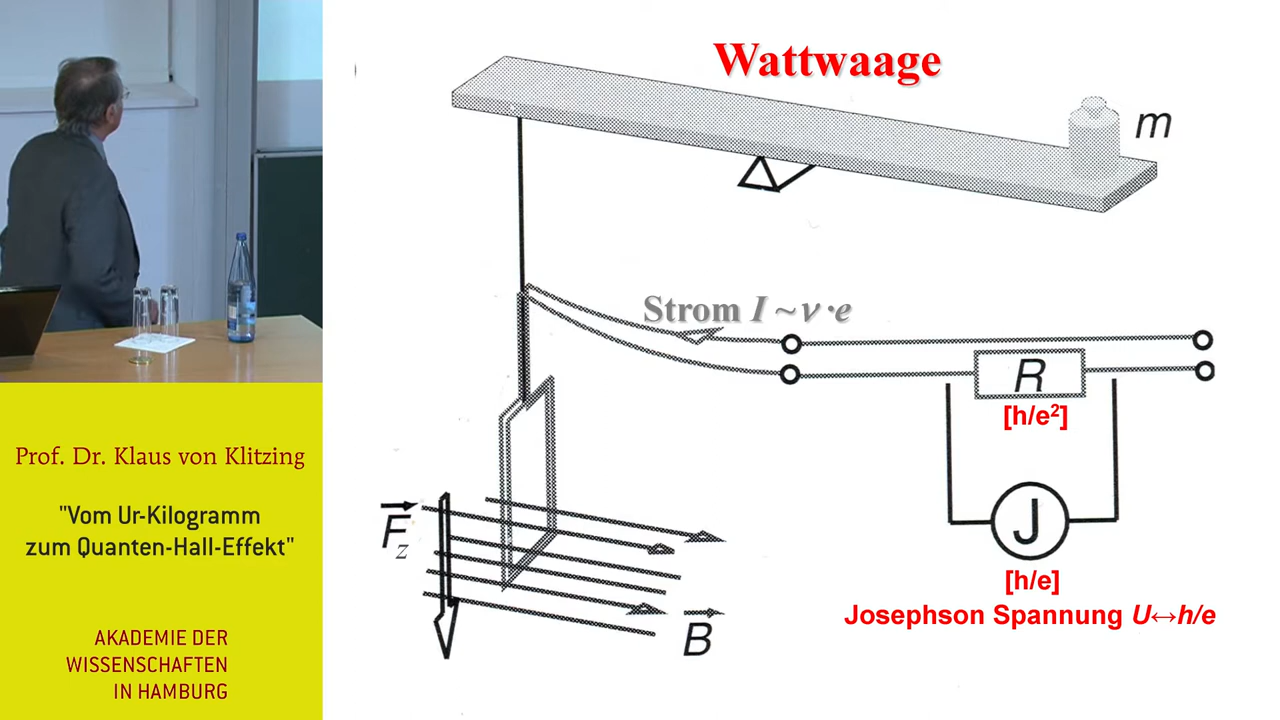 Wattwaage
m
Strom I ~ ν ·e
R
[h/e²]
J
[h/e]
Josephson Spannung U↔h/e
F_z
B
Prof. Dr. Klaus von Klitzing
"Vom Ur-Kilogramm
zum Quanten-Hall-Effekt"
AKADEMIE DER
WISSENSCHAFTEN
IN HAMBURG